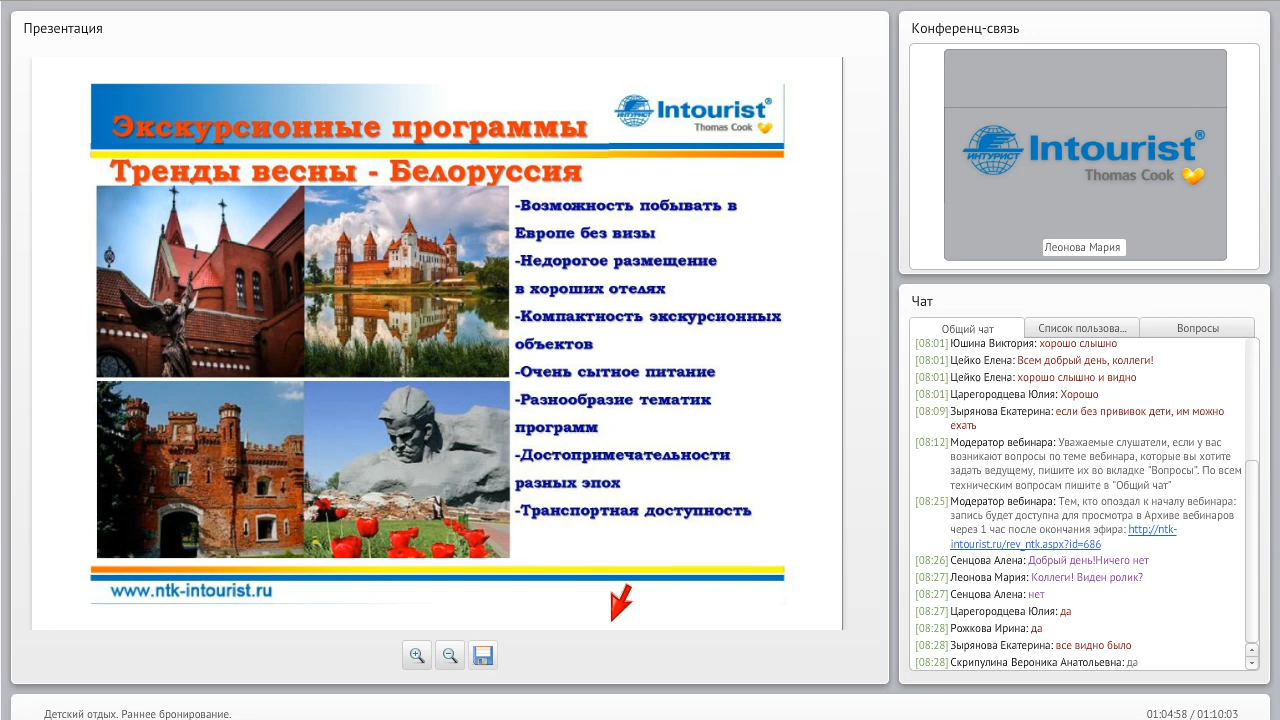 Презентация
Intourist®
Thomas Cook
Экскурсионные программы
Тренды весны - Белоруссия
-Возможность побывать в
Европе без визы
-Недорогое размещение
в хороших отелях
-Компактность экскурсионных
объектов
-Очень сытное питание
-Разнообразие тематик
программ
-Достопримечательности
разных эпох
-Транспортная доступность
www.ntk-intourist.ru
Конференц-связь
ИНТУРИСТ
Intourist®
Thomas Cook
Леонова Мария
Чат
Общий чат
Список пользова...
Вопросы
[08:01] Юшина Виктория: хорошо слышно
[08:01] Цейко Елена: Всем добрый день, коллеги!
[08:01] Цейко Елена: хорошо слышно и видно
[08:01] Царегородцева Юлия: Хорошо
[08:09] Зырянова Екатерина: если без прививок дети, им можно
ехать
[08:12] Модератор вебинара: Уважаемые слушатели, если у вас
возникают вопросы по теме вебинара, которые вы хотите
задать ведущему, пишите их во вкладке "Вопросы". По всем
техническим вопросам пишите в "Общий чат"
[08:25] Модератор вебинара: Тем, кто опоздал к началу вебинара:
запись будет доступна для просмотра в Архиве вебинаров
через 1 час после окончания эфира: http://ntk-
intourist.ru/rev_ntk.aspx?id=686
[08:26] Сенцова Алена: Добрый день!Ничего нет
[08:27] Леонова Мария: Коллеги! Виден ролик?
[08:27] Сенцова Алена: нет
[08:27] Царегородцева Юлия: да
[08:28] Рожкова Ирина: да
[08:28] Зырянова Екатерина: все видно было
[08:28] Скрипулина Вероника Анатольевна: да
Детский отдых. Раннее бронирование.
01:04:58 / 01:10:03